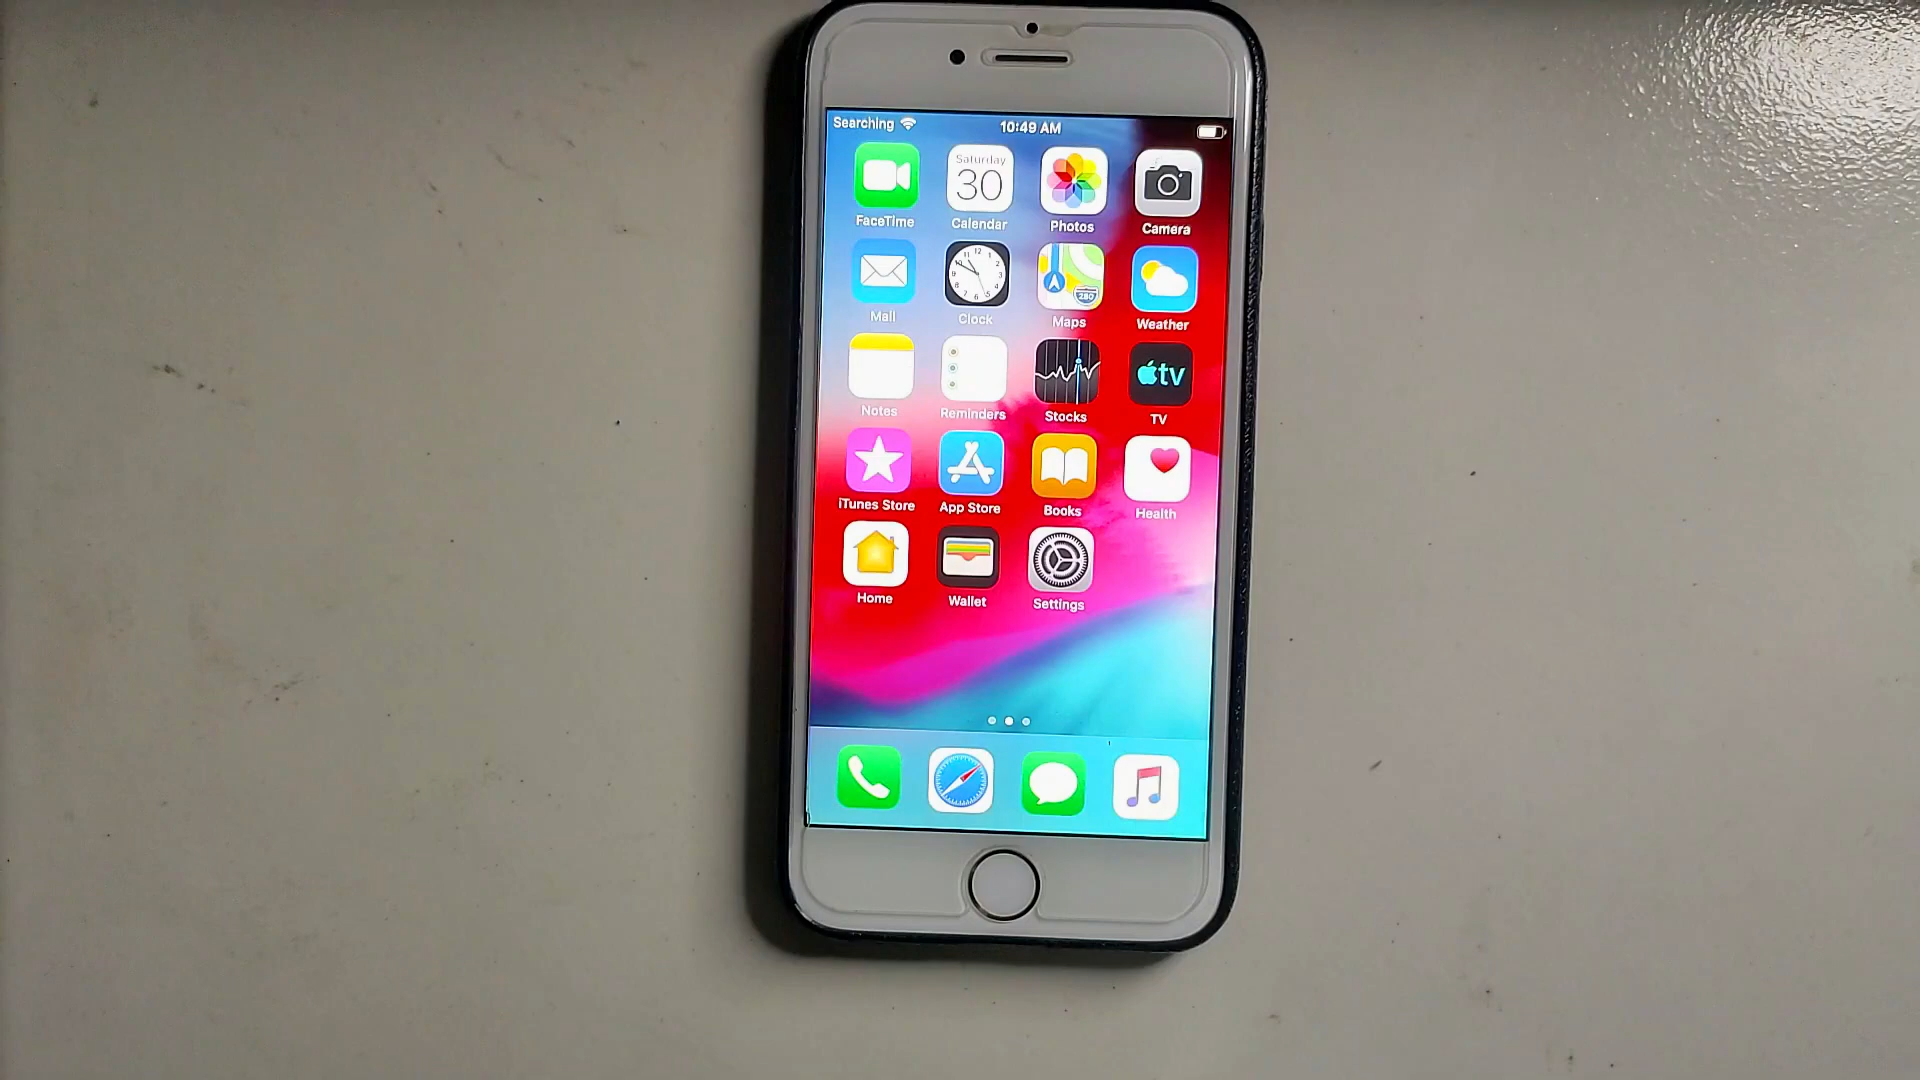 Searching 10:49 AM
Saturday
30
FaceTime Calendar Photos Camera
280
Mail Clock Maps Weather
tv
Notes Reminders Stocks TV
iTunes Store App Store Books Health
Home Wallet Settings